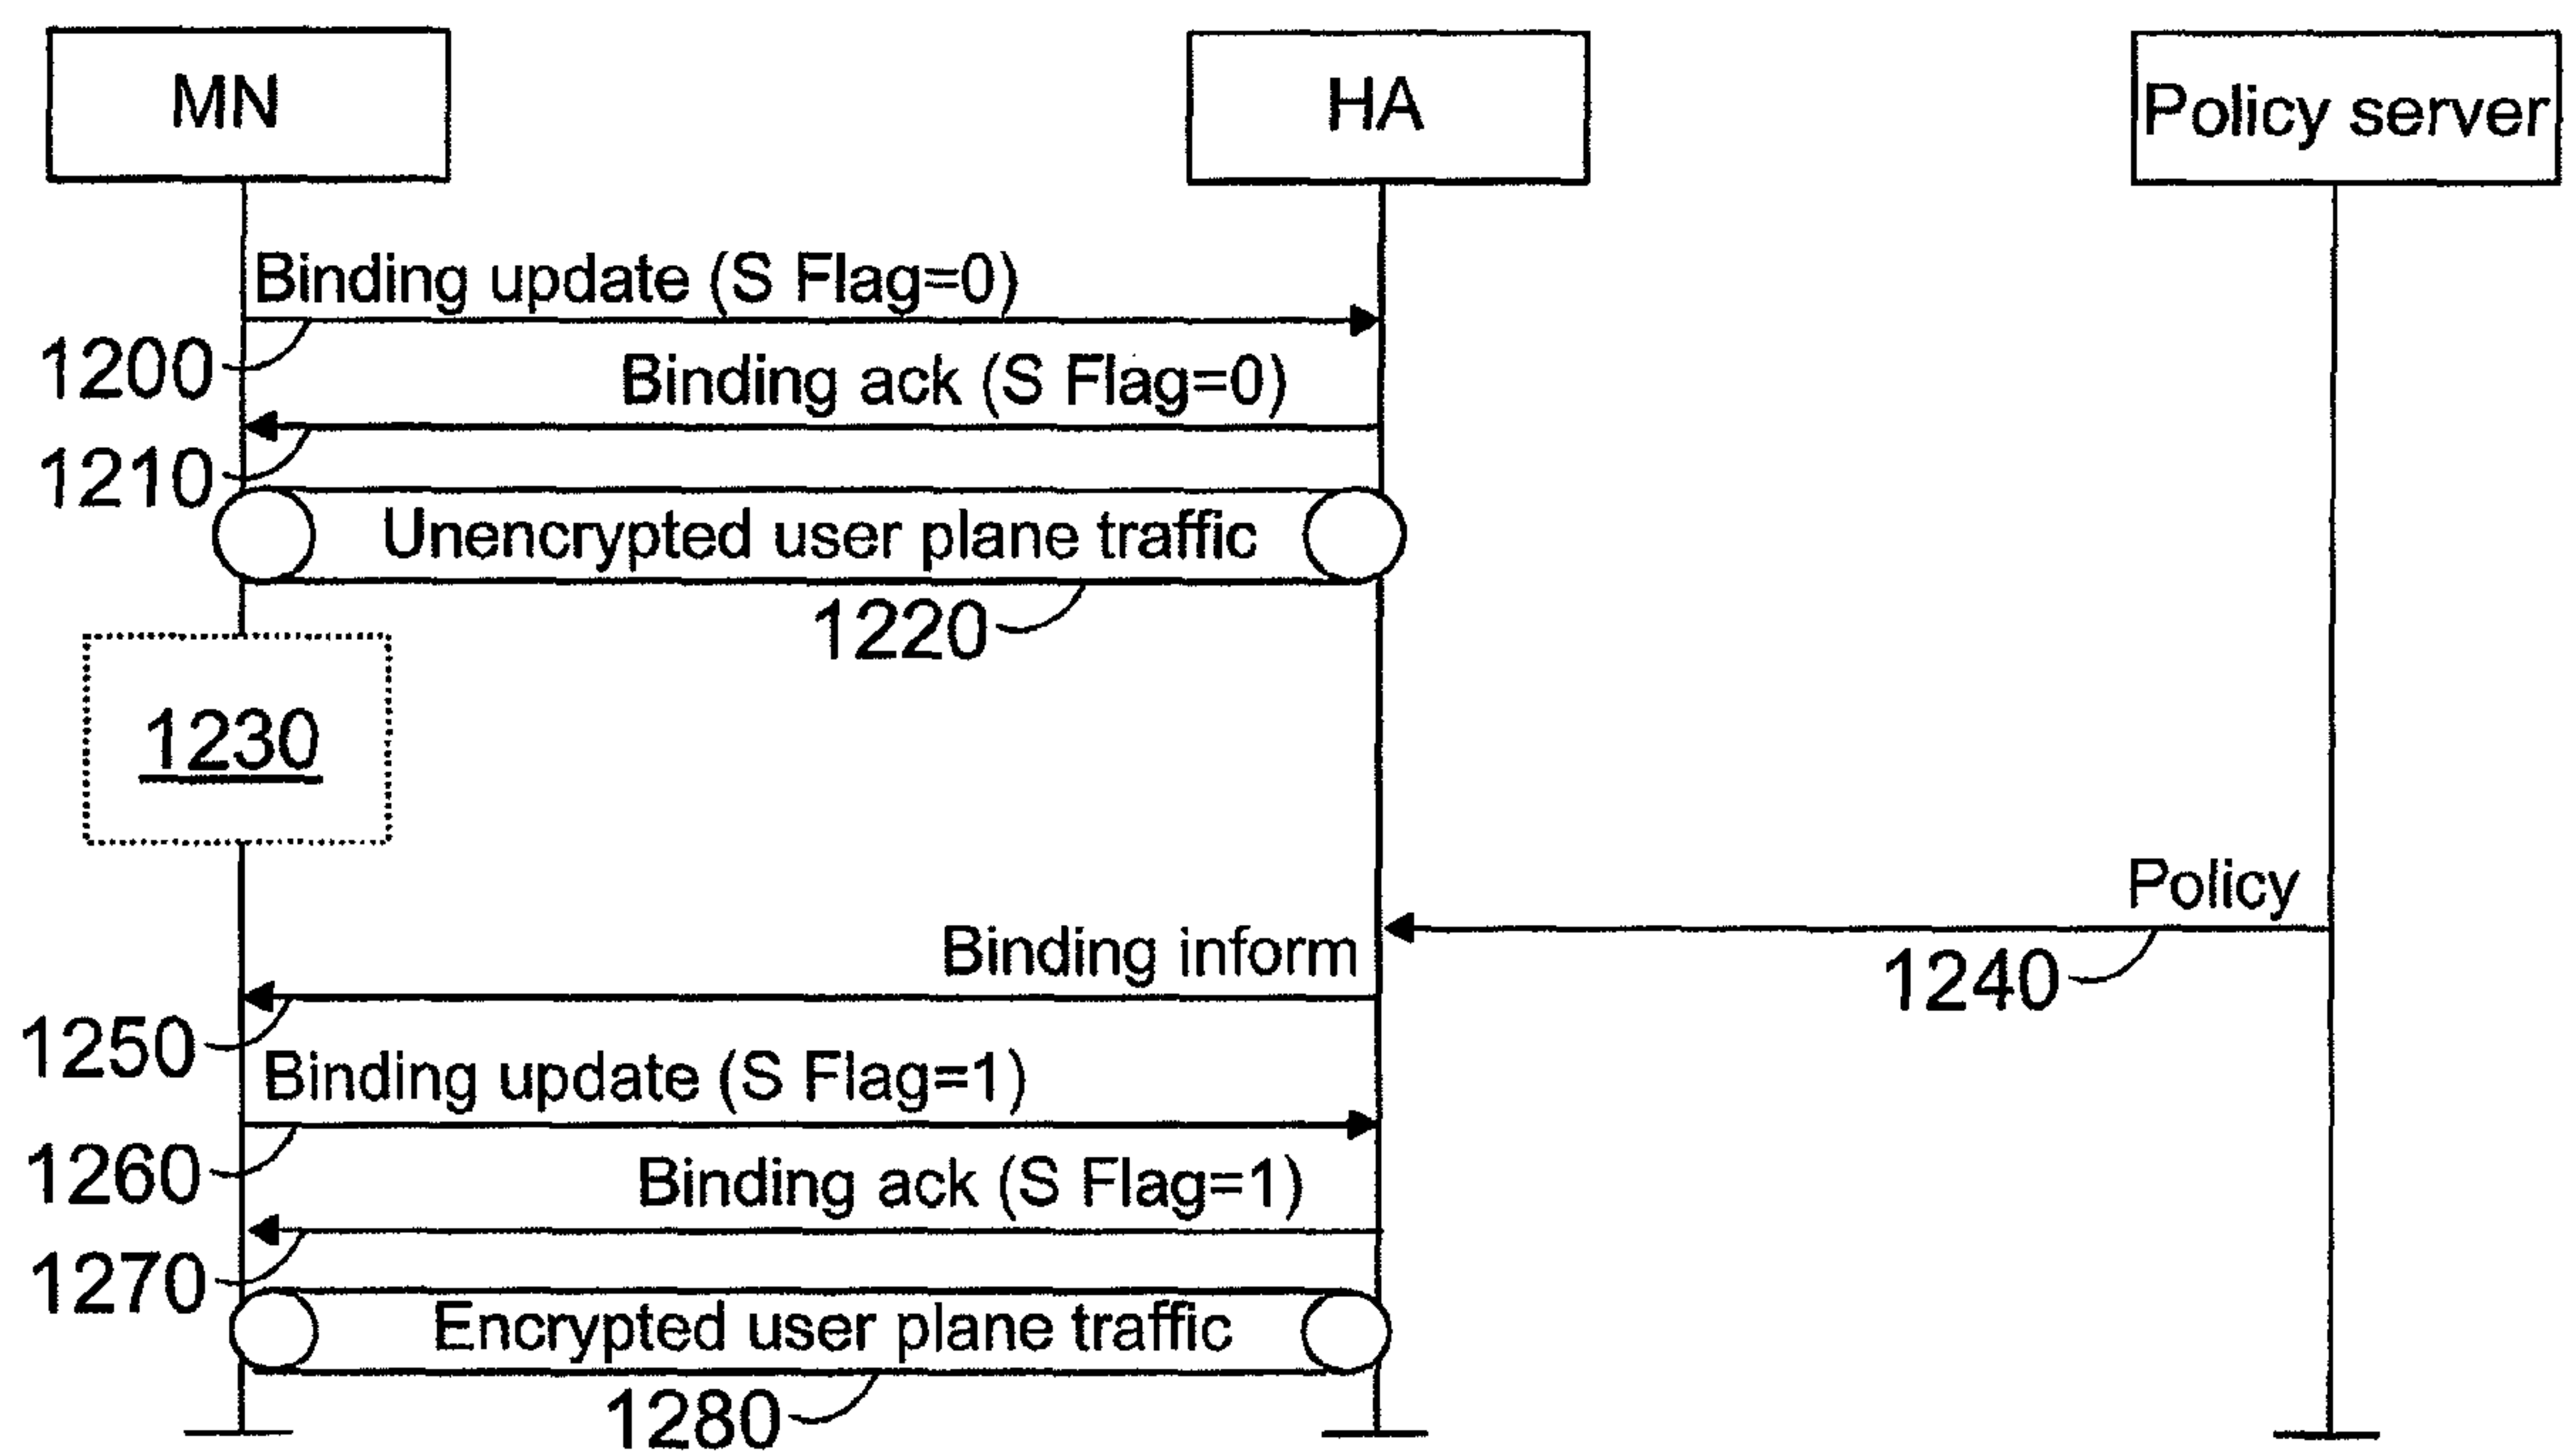 MN
HA
Policy server
Binding update (S Flag=0)
1200
Binding ack (S Flag=0)
1210
Unencrypted user plane traffic
1220
1230
Policy
1240
Binding inform
1250
Binding update (S Flag=1)
1260
Binding ack (S Flag=1)
1270
Encrypted user plane traffic
1280